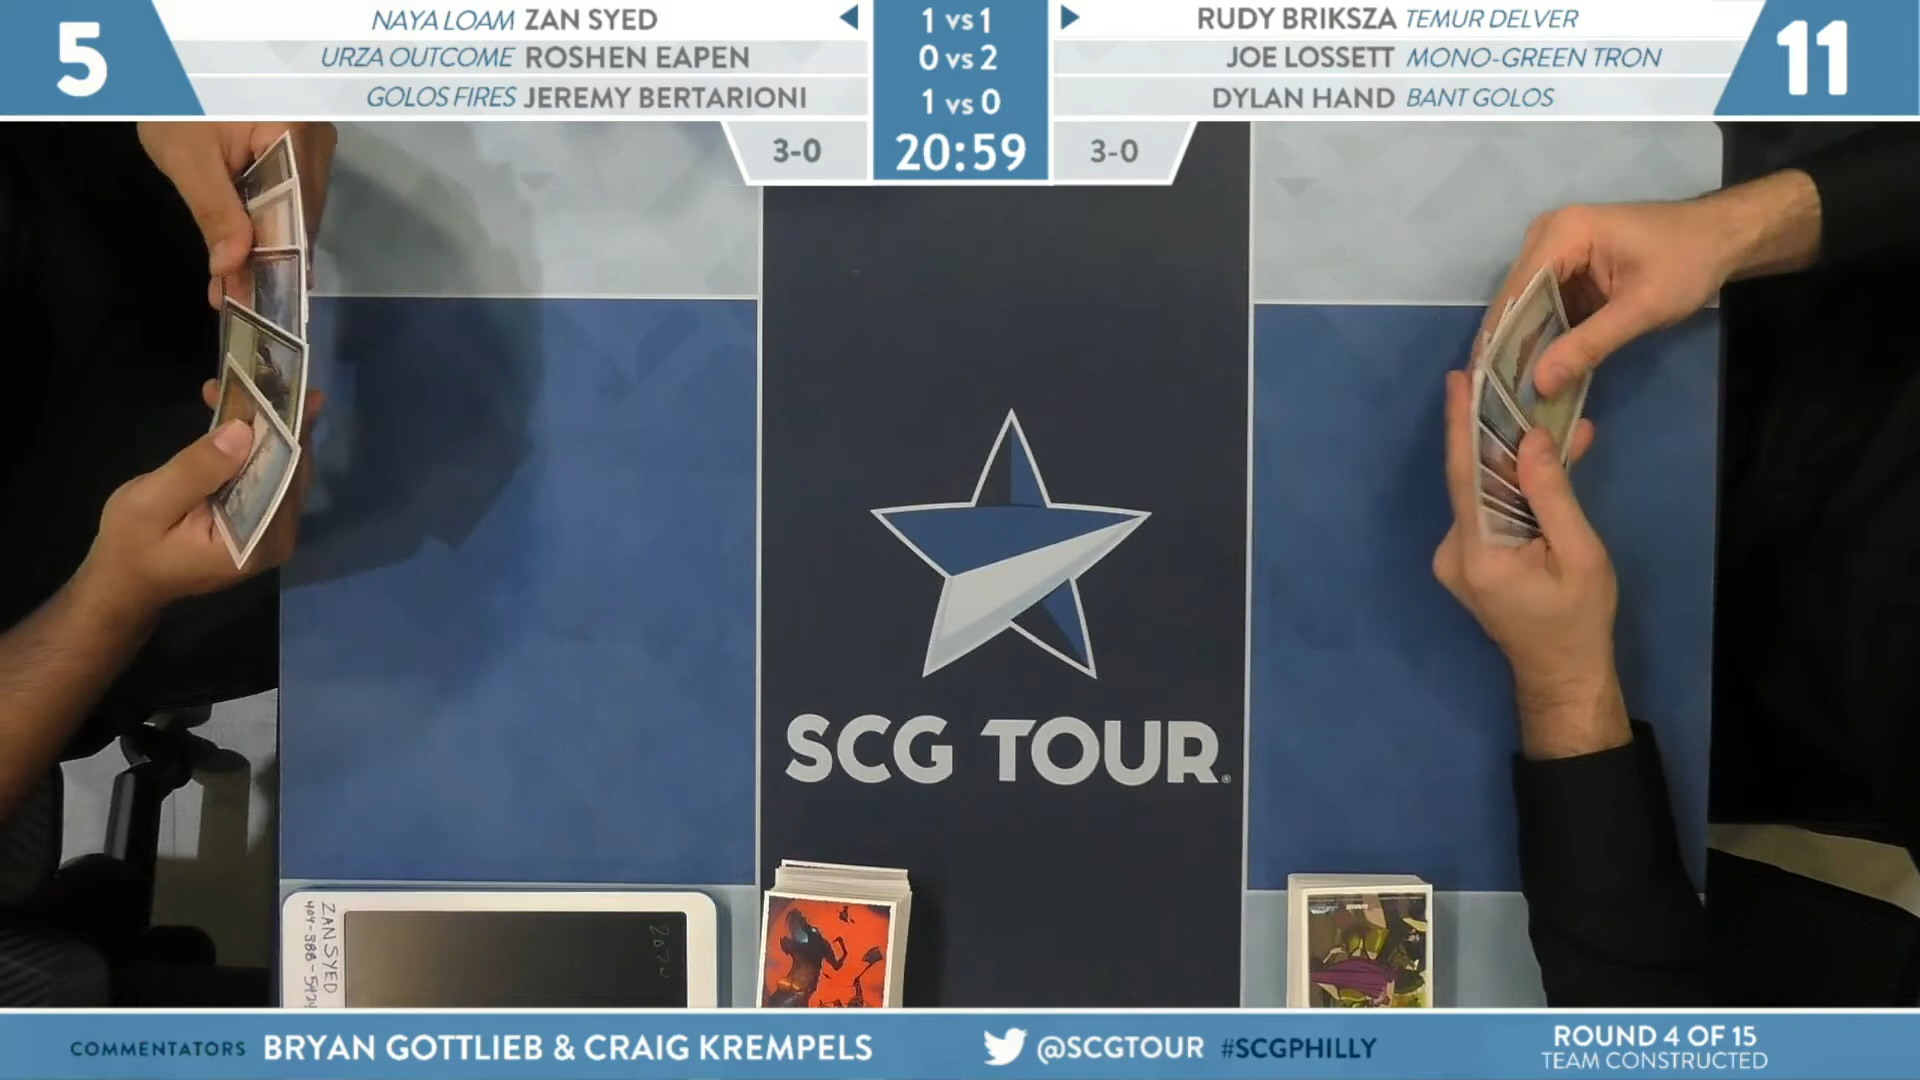 5
NAYA LOAM ZAN SYED
1 vs 1
RUDY BRIKSZA TEMUR DELVER
11
URZA OUTCOME ROSHEN EAPEN
0 vs 2
JOE LOSSETT MONO-GREEN TRON
GOLOS FIRES JEREMY BERTARIONI
1 vs 0
DYLAN HAND BANT GOLOS
3-0
20:59
3-0
SCG TOUR®
ZAN SYED
COMMENTATORS BRYAN GOTTLIEB & CRAIG KREMPELS
@SCGTOUR #SCGPHILLY
ROUND 4 OF 15
TEAM CONSTRUCTED